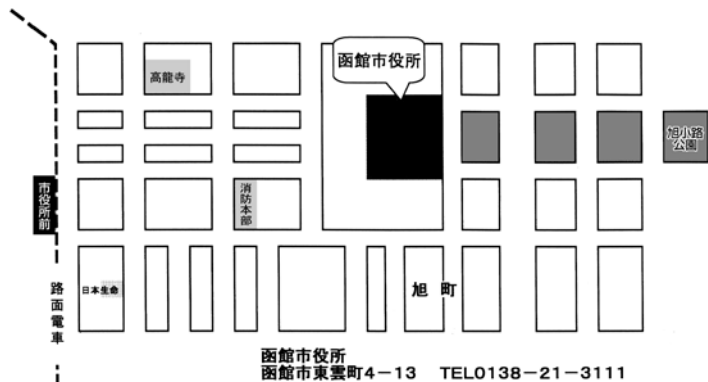 函館市役所
高龍寺
旭小路
公園
市役所前
消防本部
日本生命
旭町
路面電車
函館市役所
函館市東雲町4−13 TEL0138−21−3111